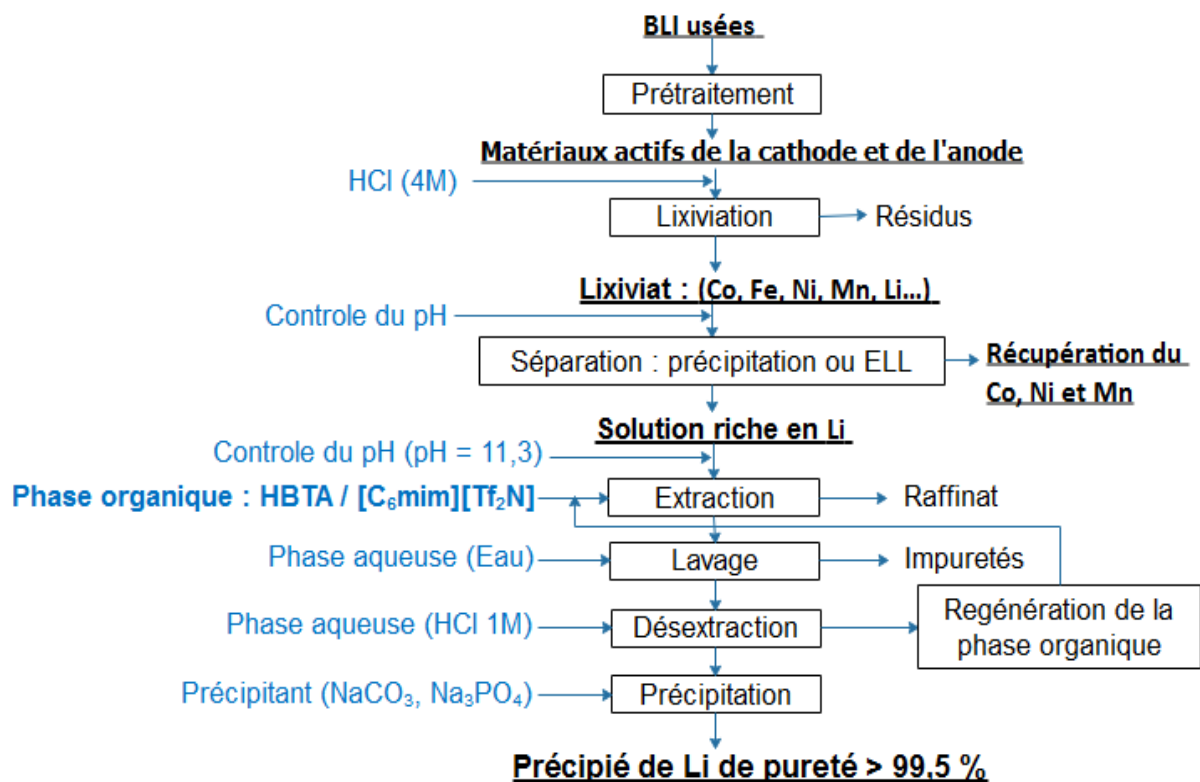 BLI usées
Prétraitement
Matériaux actifs de la cathode et de l'anode
HCl (4M)
Lixiviation
Résidus
Lixiviat : (Co, Fe, Ni, Mn, Li...)
Controle du pH
Séparation : précipitation ou ELL
Récupération du
Co, Ni et Mn
Solution riche en Li
Controle du pH (pH = 11,3)
Phase organique : HBTA / [C₆mim][Tf₂N]
Extraction
Raffinat
Phase aqueuse (Eau)
Lavage
Impuretés
Phase aqueuse (HCl 1M)
Désextraction
Regénération de la
phase organique
Précipitant (NaCO₃, Na₃PO₄)
Précipitation
Précipié de Li de pureté > 99,5 %